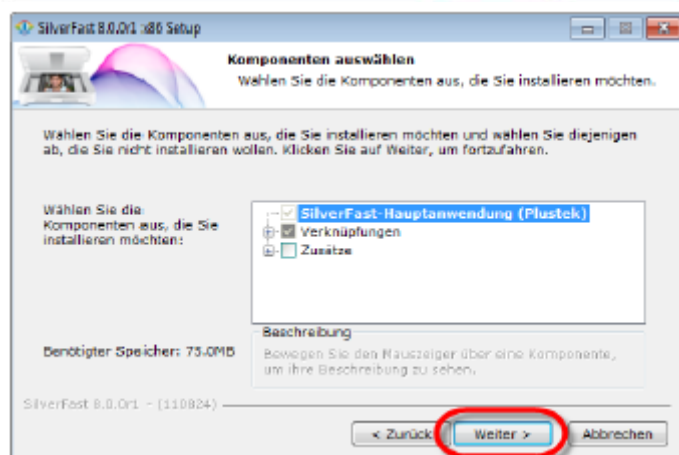 SilverFast 8.0.0r1 x86 Setup
Komponenten auswählen
Wählen Sie die Komponenten aus, die Sie installieren möchten.
Wählen Sie die Komponenten aus, die Sie installieren möchten und wählen Sie diejenigen
ab, die Sie nicht installieren wollen. Klicken Sie auf Weiter, um fortzufahren.
Wählen Sie die
Komponenten aus, die Sie
installieren möchten:
SilverFast-Hauptanwendung (Plustek)
Verknüpfungen
Zusätze
Benötigter Speicher: 73.0MB
Beschreibung
Bewegen Sie den Mauszeiger über eine Komponente,
um ihre Beschreibung zu sehen.
SilverFast 8.0.0r1 - (110824)
< Zurück
Weiter >
Abbrechen